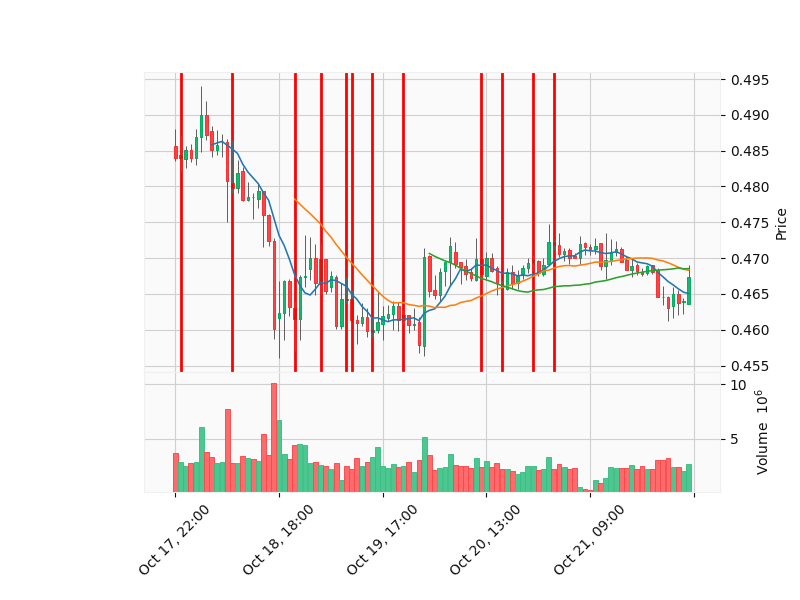 0.495
0.490
0.485
0.480
0.475
0.470
0.465
0.460
0.455
Price
10
5
Volume 10⁶
Oct 17, 22:00
Oct 18, 18:00
Oct 19, 17:00
Oct 20, 13:00
Oct 21, 09:00